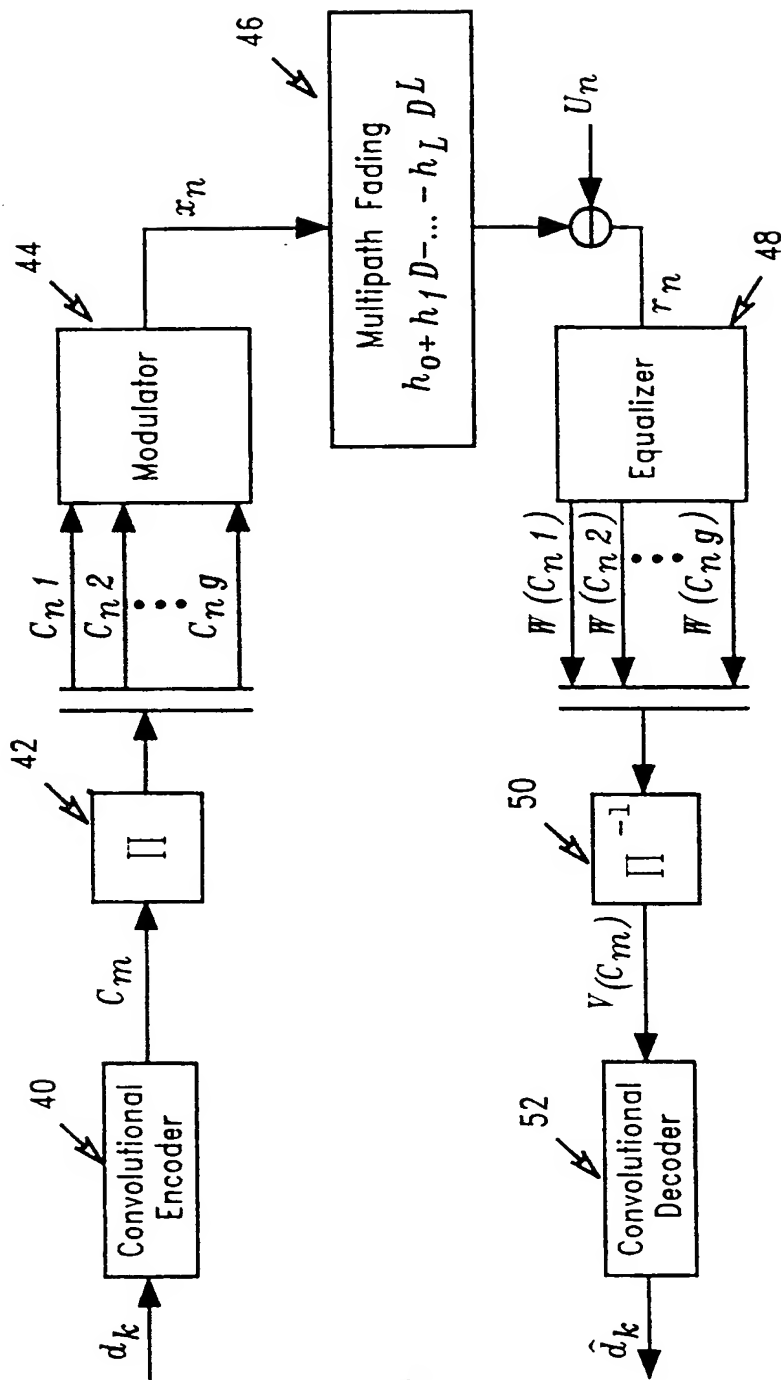 d_k
40
Convolutional
Encoder
C_m
42
Π
C_n 1
C_n 2
C_n g
44
Modulator
x_n
46
Multipath Fading
h_0 + h_1 D - ... - h_L D^L
U_n
r_n
48
Equalizer
W(C_n 1)
W(C_n 2)
W(C_n g)
50
Π^-1
V(C_m)
52
Convolutional
Decoder
d̂_k